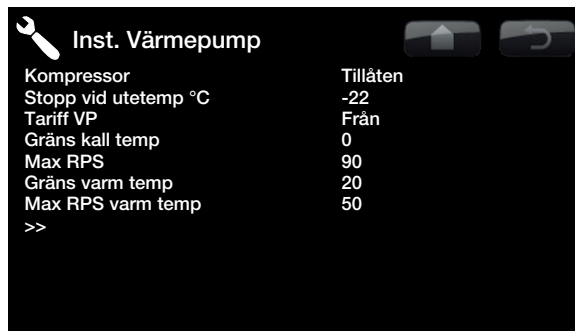 Inst. Värmepump
Kompressor Tillåten
Stopp vid utetemp °C -22
Tariff VP Från
Gräns kall temp 0
Max RPS 90
Gräns varm temp 20
Max RPS varm temp 50
>>